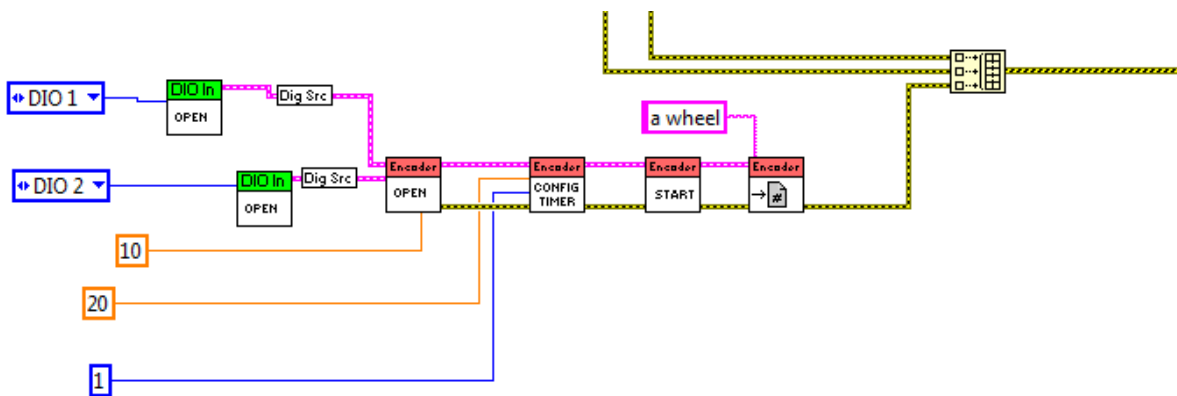 DIO 1
DIO In
OPEN
Dig Src
a wheel
DIO 2
DIO In
OPEN
Dig Src
Encoder
OPEN
Encoder
CONFIG
TIMER
Encoder
START
Encoder
#
10
20
1